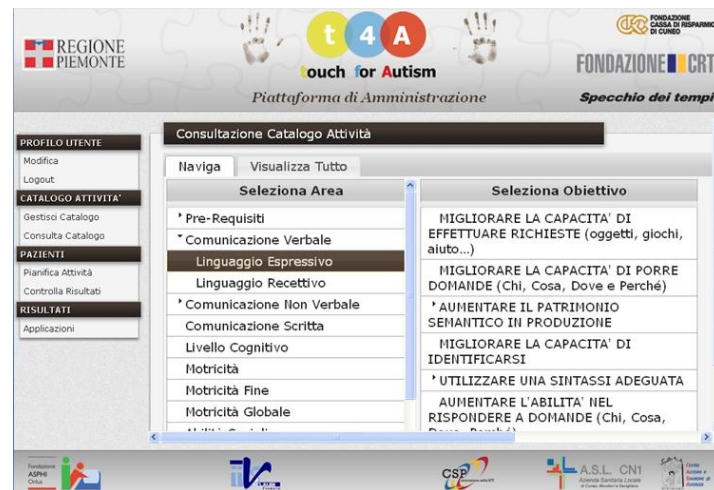 REGIONE
PIEMONTE
t 4 A
touch for Autism
Piattaforma di Amministrazione
FONDAZIONE
CASSA DI RISPARMIO
DI CUNEO
FONDAZIONE CRT
Specchio dei tempi
PROFILO UTENTE
Modifica
Logout
CATALOGO ATTIVITA'
Gestisci Catalogo
Consulta Catalogo
PAZIENTI
Pianifica Attività
Controlla Risultati
RISULTATI
Applicazioni
Consultazione Catalogo Attività
Naviga
Visualizza Tutto
Seleziona Area
Pre-Requisiti
Comunicazione Verbale
Linguaggio Espressivo
Linguaggio Recettivo
Comunicazione Non Verbale
Comunicazione Scritta
Livello Cognitivo
Motricità
Motricità Fine
Motricità Globale
Seleziona Obiettivo
MIGLIORARE LA CAPACITA' DI
EFFETTUARE RICHIESTE (oggetti, giochi,
aiuto...)
MIGLIORARE LA CAPACITA' DI PORRE
DOMANDE (Chi, Cosa, Dove e Perché)
AUMENTARE IL PATRIMONIO
SEMANTICO IN PRODUZIONE
MIGLIORARE LA CAPACITA' DI
IDENTIFICARSI
UTILIZZARE UNA SINTASSI ADEGUATA
AUMENTARE L'ABILITA' NEL
RISPONDERE A DOMANDE (Chi, Cosa,
Fondazione
ASPHI
Onlus
CSP
A.S.L. CN1
Azienda Sanitaria Locale